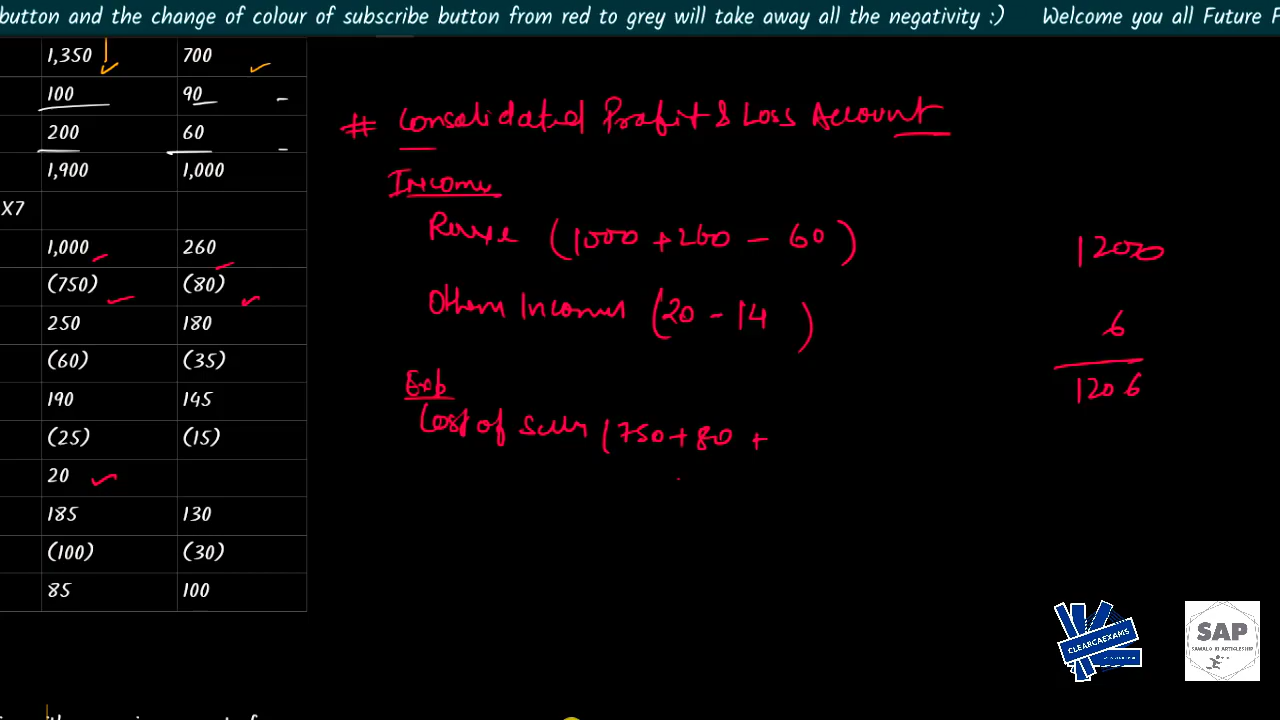 button and the change of colour of subscribe button from red to grey will take away all the negativity :) Welcome you all Future F
1,350 700
100 90
200 60
1,900 1,000
X7
1,000 260
(750) (80)
250 180
(60) (35)
190 145
(25) (15)
20
185 130
(100) (30)
85 100
# Consolidated Profit & Loss Account
Income
(1000 + 260 - 60) 1200
Other Incomes (20 - 14) 6
1206
Exp
Cost of Sales (750 + 80 +
CLEARCAEXAMS
SAP
SAWALO KI ARTICLESHIP